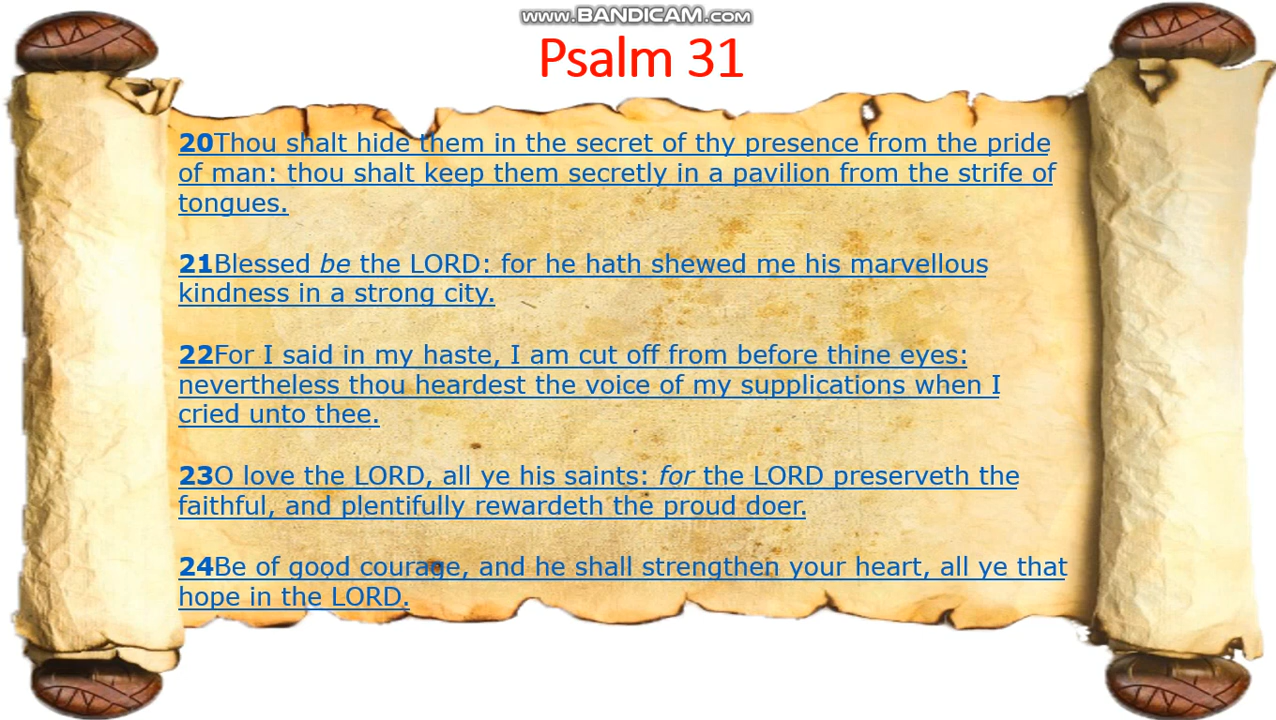 www.BANDICAM.com
Psalm 31
20Thou shalt hide them in the secret of thy presence from the pride
of man: thou shalt keep them secretly in a pavilion from the strife of
tongues.
21Blessed be the LORD: for he hath shewed me his marvellous
kindness in a strong city.
22For I said in my haste, I am cut off from before thine eyes:
nevertheless thou heardest the voice of my supplications when I
cried unto thee.
23O love the LORD, all ye his saints: for the LORD preserveth the
faithful, and plentifully rewardeth the proud doer.
24Be of good courage, and he shall strengthen your heart, all ye that
hope in the LORD.